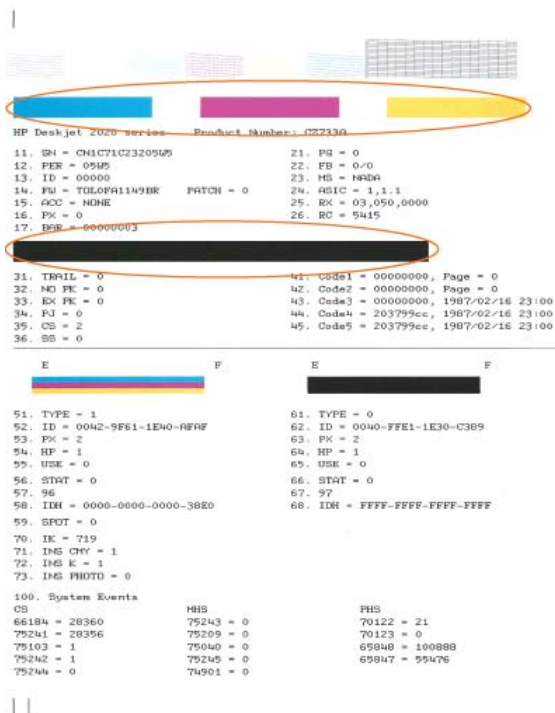 HP Deskjet 2020 series Product Number: CZ733A
11. SN = CN1C71C23205W5 21. PG = 0
12. PER = 05W5 22. FB = 0/0
13. ID = 00000 23. MS = NADA
14. FW = TOL0FA1149BR PATCH = 0 24. ASIC = 1,1.1
15. ACC = NONE 25. RX = 03,050,0000
16. PX = 0 26. RC = 5415
17. BAR = 00000003
31. TRAIL = 0 41. Code1 = 00000000, Page = 0
32. NO PK = 0 42. Code2 = 00000000, Page = 0
33. EX PK = 0 43. Code3 = 00000000, 1987/02/16 23:00
34. PJ = 0 44. Code4 = 203799cc, 1987/02/16 23:00
35. CS = 2 45. Code5 = 203799cc, 1987/02/16 23:00
36. SS = 0
E F E F
51. TYPE = 1 61. TYPE = 0
52. ID = 0042-9F61-1E40-AFAF 62. ID = 0040-FFE1-1E30-C389
53. PX = 2 63. PX = 2
54. HP = 1 64. HP = 1
55. USE = 0 65. USE = 0
56. STAT = 0 66. STAT = 0
57. 96 67. 97
58. IDH = 0000-0000-0000-38E0 68. IDH = FFFF-FFFF-FFFF-FFFF
59. SPOT = 0
70. IK = 719
71. INS CMY = 1
72. INS K = 1
73. INS PHOTO = 0
100. System Events
CS MHS PHS
66184 = 28360 75243 = 0 70122 = 21
75241 = 28356 75209 = 0 70123 = 0
75103 = 1 75040 = 0 65848 = 100888
75242 = 1 75245 = 0 65847 = 55476
75244 = 0 74901 = 0